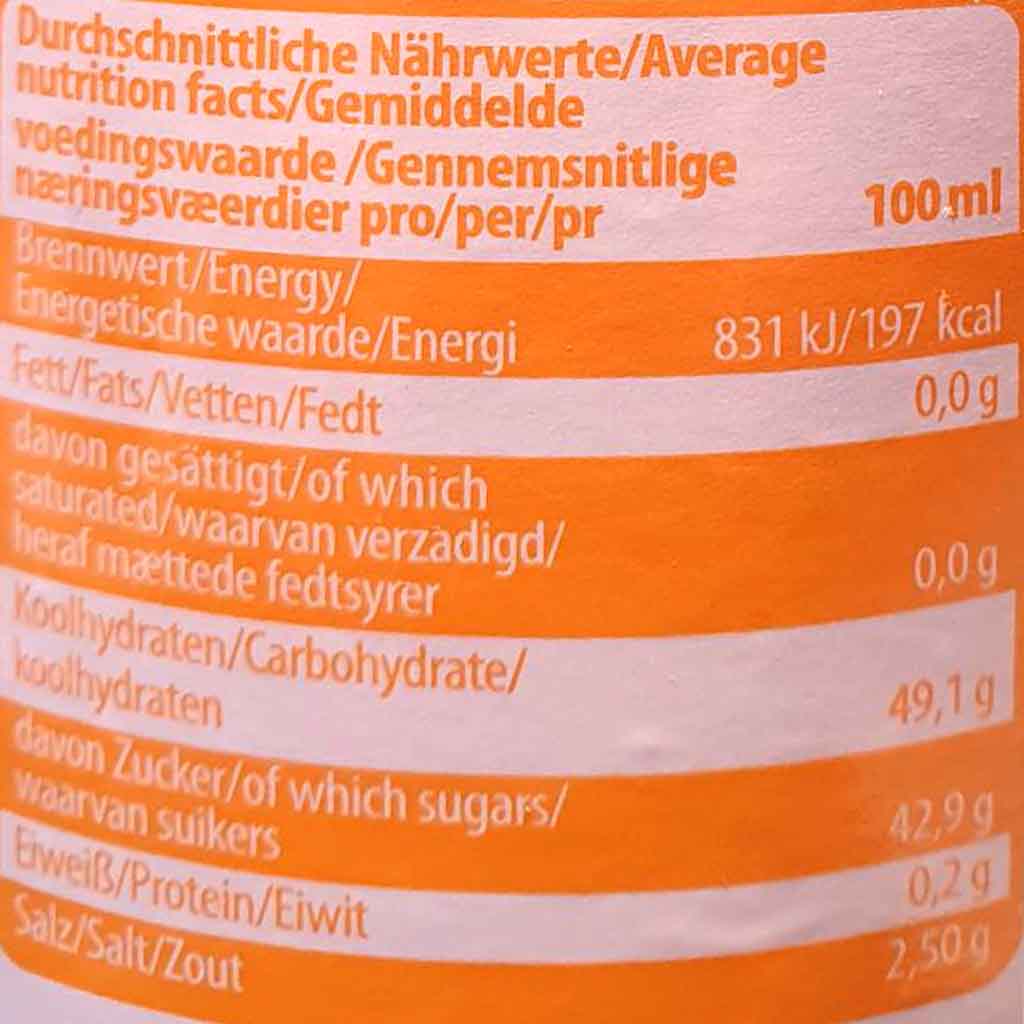 Durchschnittliche Nährwerte/Average
nutrition facts/Gemiddelde
voedingswaarde /Gennemsnitlige
næringsværdier pro/per/pr 100 ml
Brennwert/Energy/
Energetische waarde/Energi 831 kJ/197 kcal
Fett/Fats/Vetten/Fedt 0,0 g
davon gesättigt/of which
saturated/waarvan verzadigd/
heraf mættede fedtsyrer 0,0 g
Koolhydraten/Carbohydrate/
koolhydraten 49,1 g
davon Zucker/of which sugars/
waarvan suikers 42,9 g
Eiweiß/Protein/Eiwit 0,2 g
Salz/Salt/Zout 2,50 g